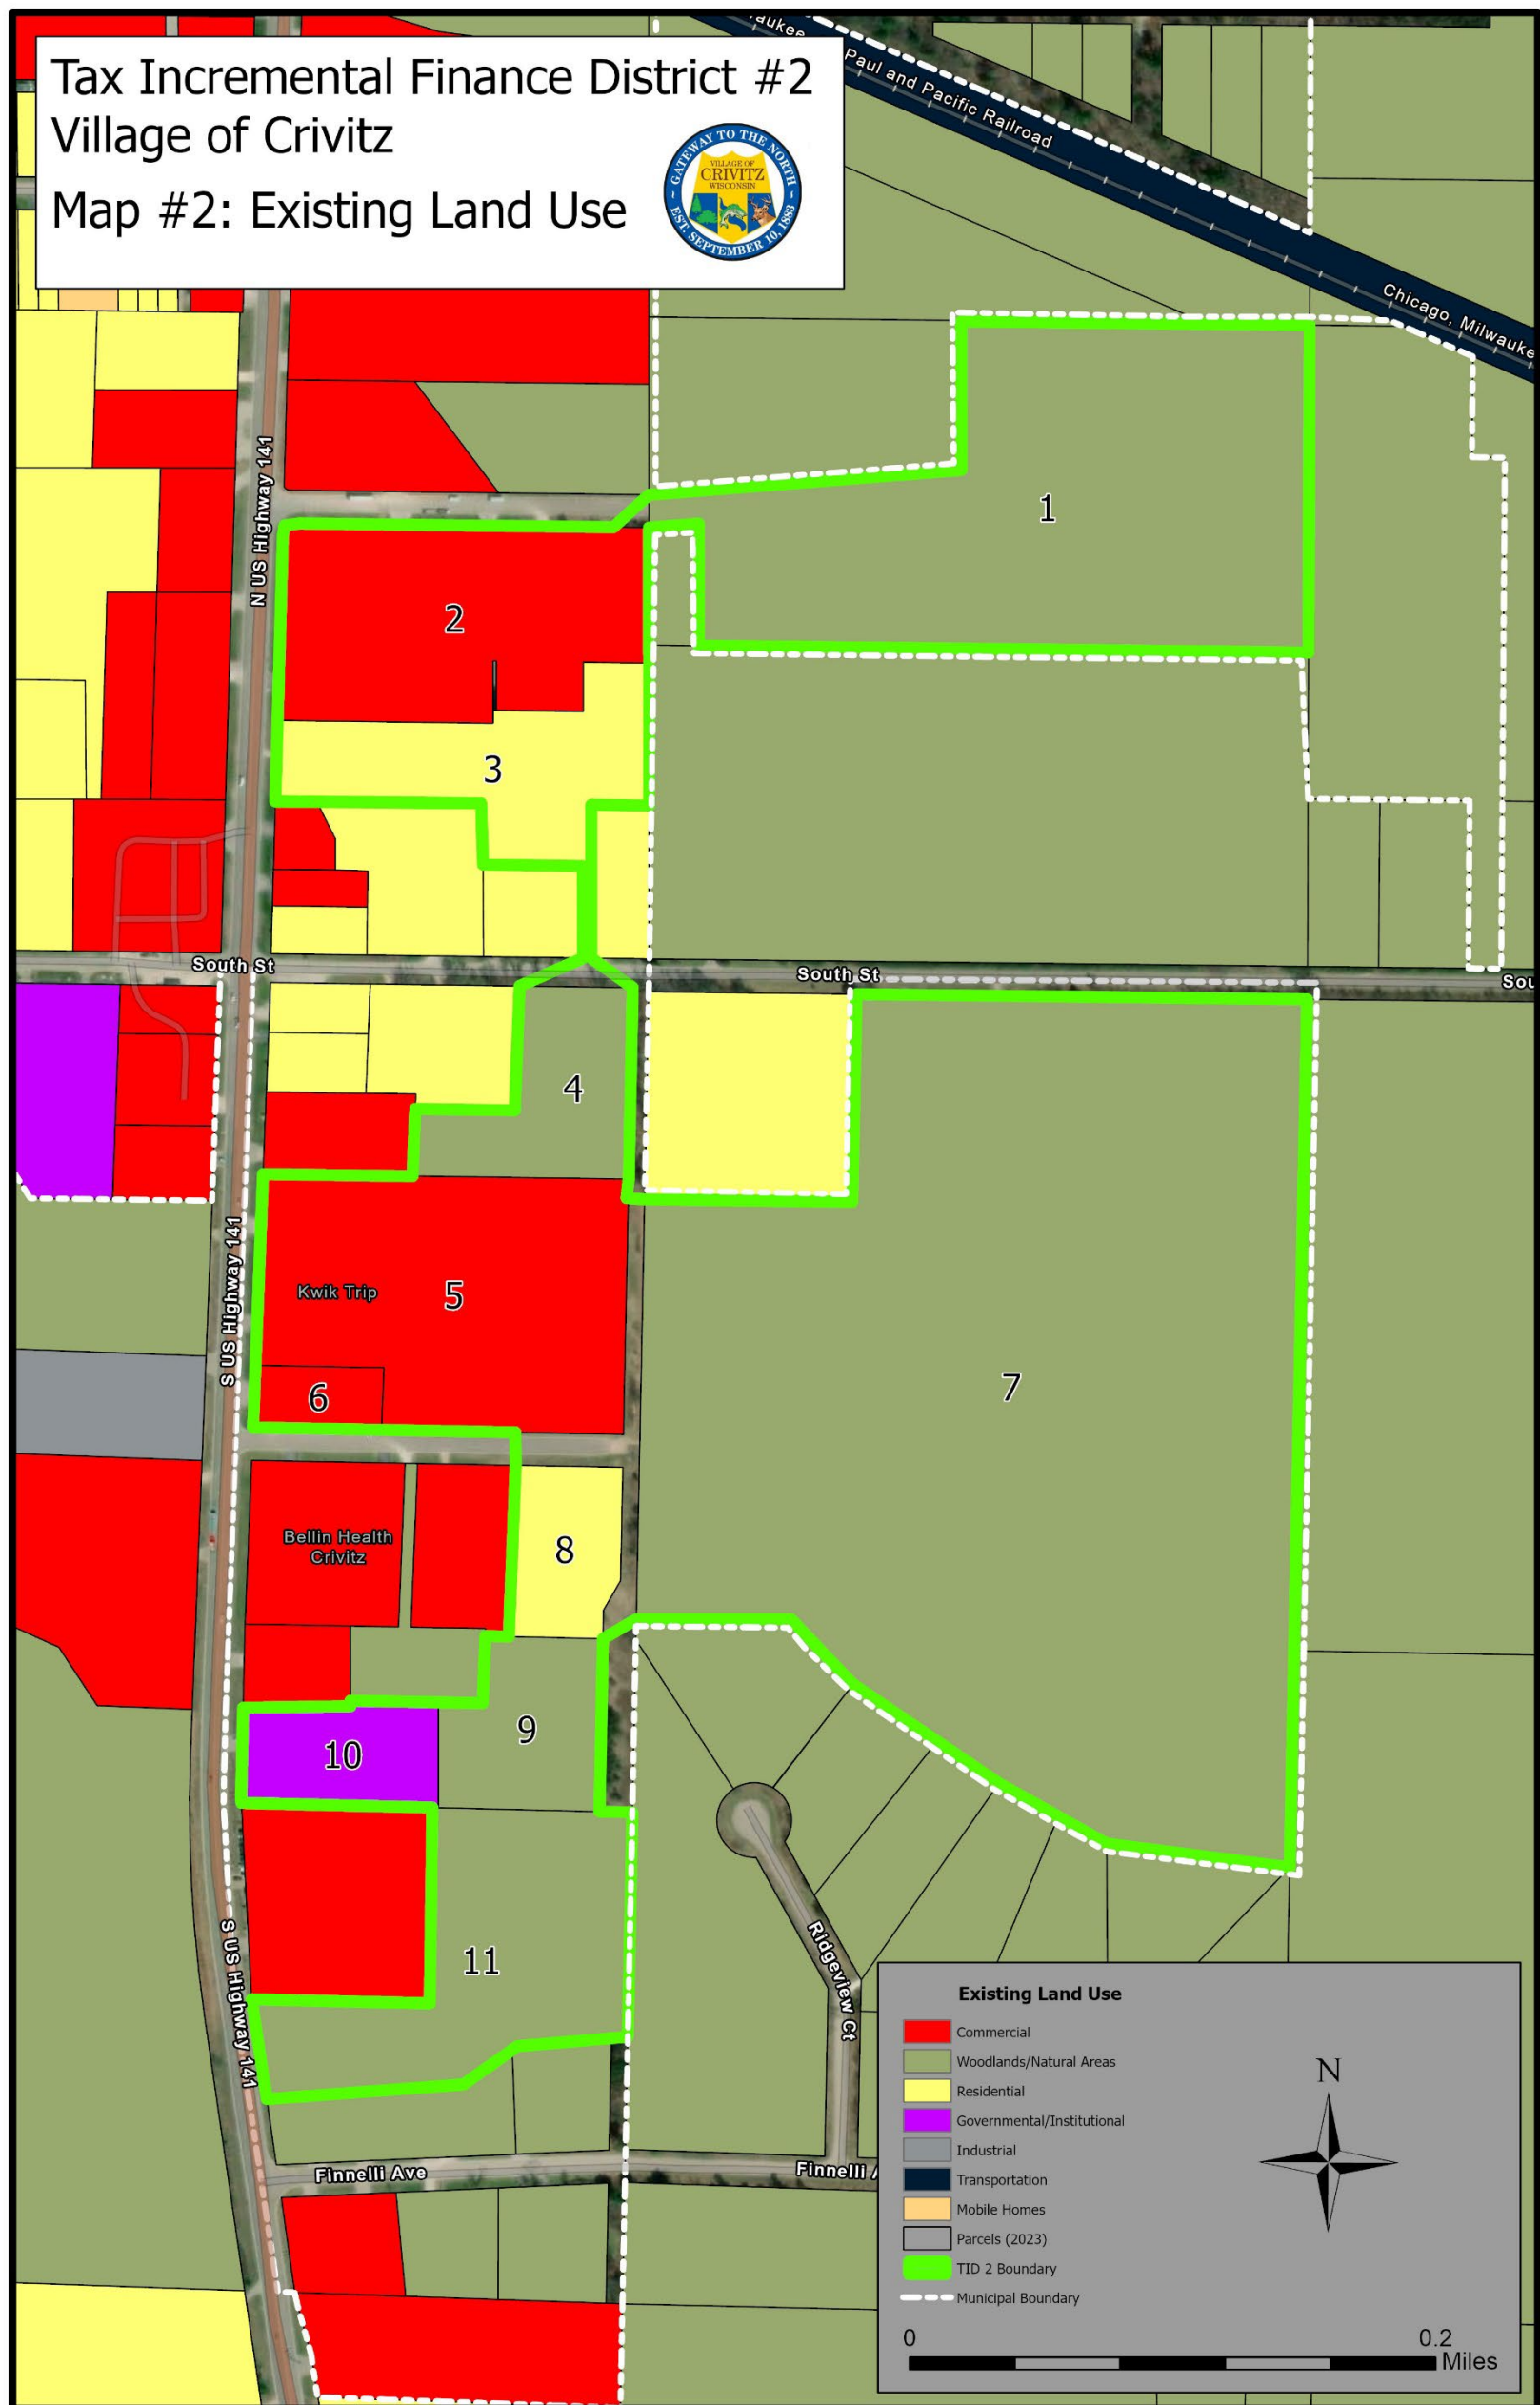 Tax Incremental Finance District #2
Village of Crivitz
Map #2: Existing Land Use
GATEWAY TO THE NORTH
VILLAGE OF
CRIVITZ
WISCONSIN
EST. SEPTEMBER 10, 1883
Paul and Pacific Railroad
Chicago, Milwauke
N US Highway 141
1
2
3
South St
South St
Sou
4
S US Highway 141
Kwik Trip
5
6
7
Bellin Health
Crivitz
8
9
10
11
S US Highway 141
Ridgeview Ct
Finnelli Ave
Finnelli A
Existing Land Use
Commercial
Woodlands/Natural Areas
Residential
Governmental/Institutional
Industrial
Transportation
Mobile Homes
Parcels (2023)
TID 2 Boundary
Municipal Boundary
N
0
0.2
Miles